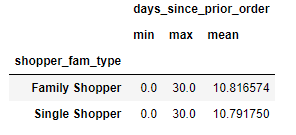 days_since_prior_order
min max mean
shopper_fam_type
Family Shopper 0.0 30.0 10.816574
Single Shopper 0.0 30.0 10.791750